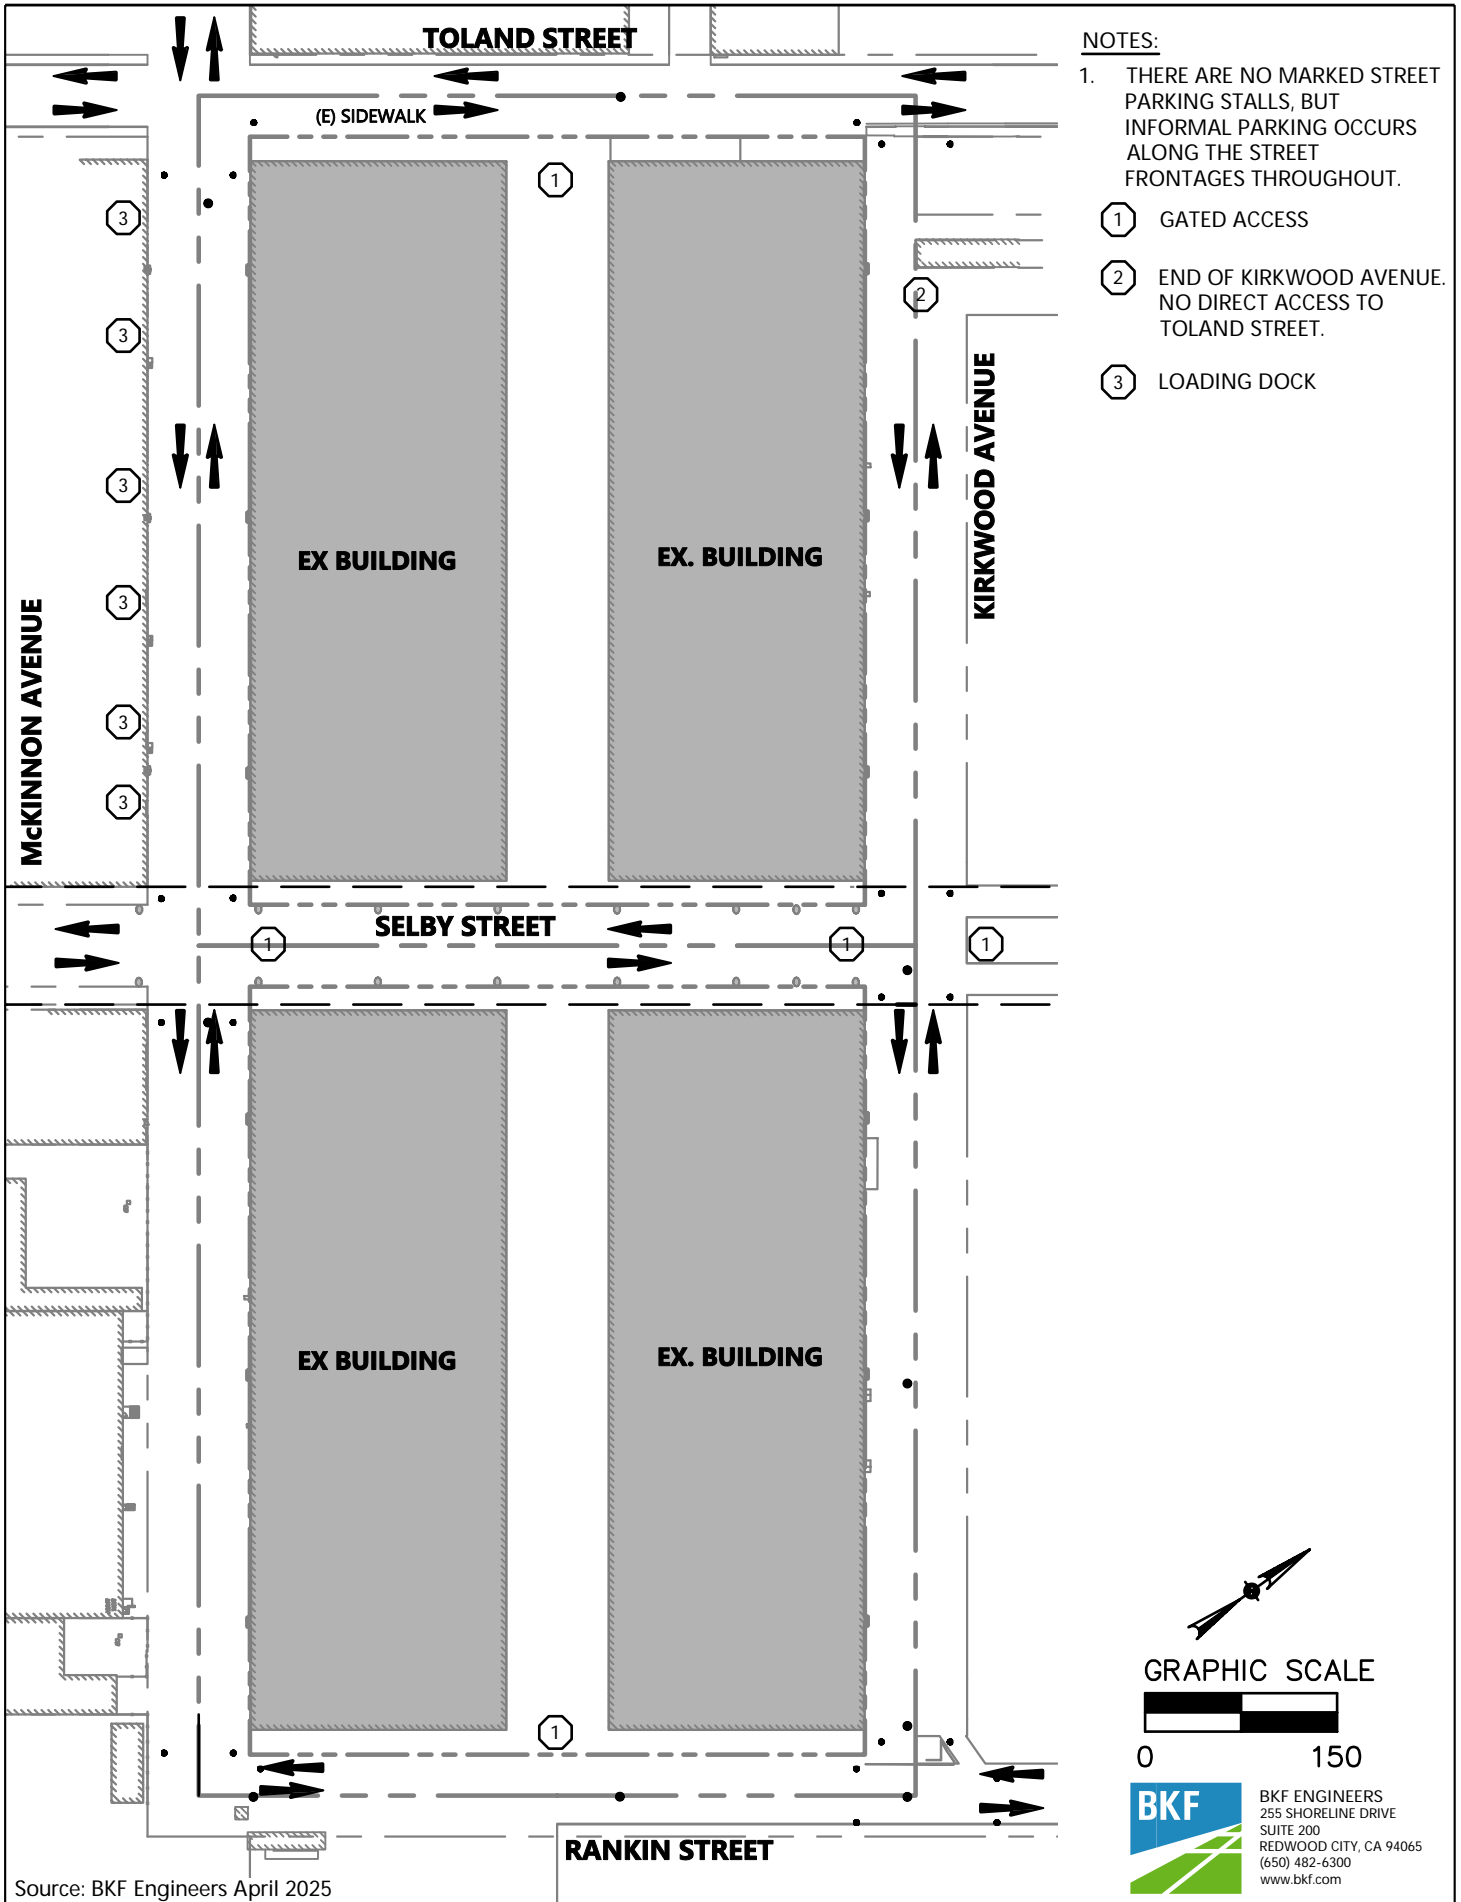 TOLAND STREET
(E) SIDEWALK
NOTES:
1. THERE ARE NO MARKED STREET
PARKING STALLS, BUT
INFORMAL PARKING OCCURS
ALONG THE STREET
FRONTAGES THROUGHOUT.
1 GATED ACCESS
2 END OF KIRKWOOD AVENUE.
NO DIRECT ACCESS TO
TOLAND STREET.
3 LOADING DOCK
1
3
2
3
3
3
3
3
McKINNON AVENUE
KIRKWOOD AVENUE
EX BUILDING
EX. BUILDING
SELBY STREET
1
1
1
EX BUILDING
EX. BUILDING
1
RANKIN STREET
GRAPHIC SCALE
0 150
BKF
BKF ENGINEERS
255 SHORELINE DRIVE
SUITE 200
REDWOOD CITY, CA 94065
(650) 482-6300
www.bkf.com
Source: BKF Engineers April 2025